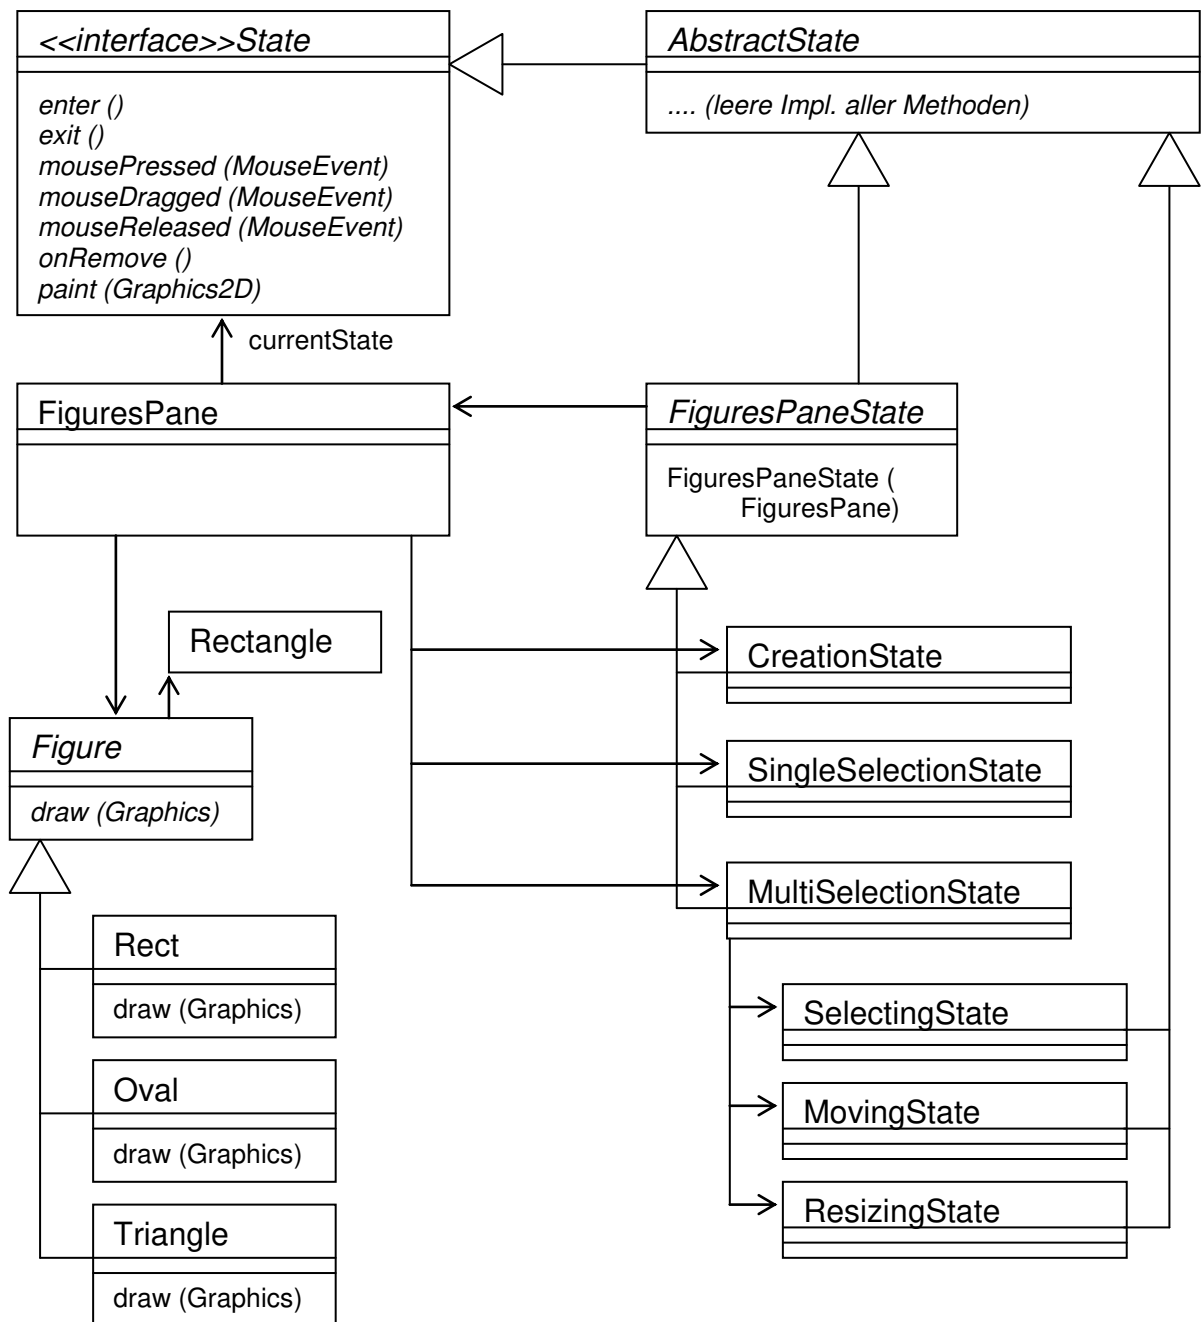 <<interface>>State
enter ()
exit ()
mousePressed (MouseEvent)
mouseDragged (MouseEvent)
mouseReleased (MouseEvent)
onRemove ()
paint (Graphics2D)
AbstractState
.... (leere Impl. aller Methoden)
currentState
FiguresPane
FiguresPaneState
FiguresPaneState (
FiguresPane)
Rectangle
Figure
draw (Graphics)
CreationState
SingleSelectionState
MultiSelectionState
Rect
draw (Graphics)
Oval
draw (Graphics)
Triangle
draw (Graphics)
SelectingState
MovingState
ResizingState